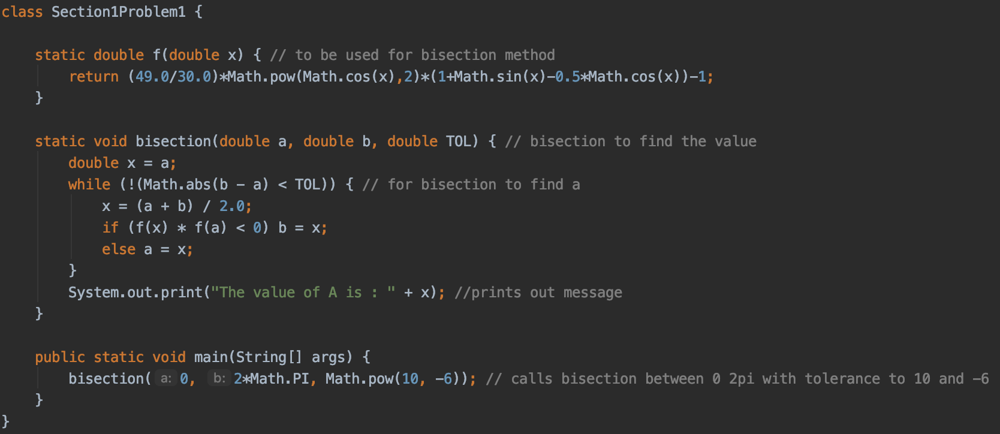 class Section1Problem1 {
static double f(double x) { // to be used for bisection method
return (49.0/30.0)*Math.pow(Math.cos(x),2)*(1+Math.sin(x)-0.5*Math.cos(x))-1;
}
static void bisection(double a, double b, double TOL) { // bisection to find the value
double x = a;
while (!(Math.abs(b - a) < TOL)) { // for bisection to find a
x = (a + b) / 2.0;
if (f(x) * f(a) < 0) b = x;
else a = x;
}
System.out.print("The value of A is : " + x); //prints out message
}
public static void main(String[] args) {
bisection( a: 0, b: 2*Math.PI, Math.pow(10, -6)); // calls bisection between 0 2pi with tolerance to 10 and -6
}
}